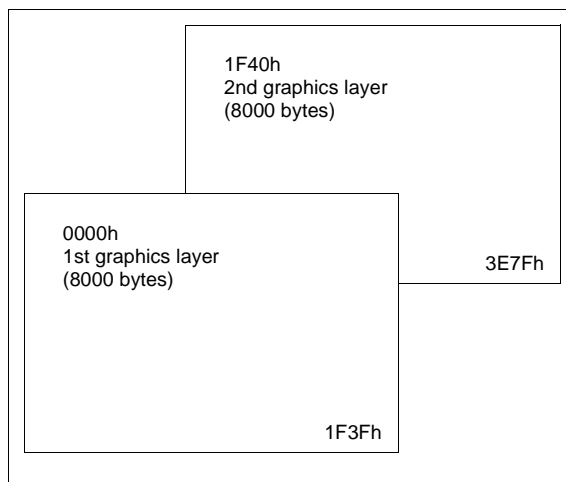 1F40h
2nd graphics layer
(8000 bytes)
3E7Fh
0000h
1st graphics layer
(8000 bytes)
1F3Fh